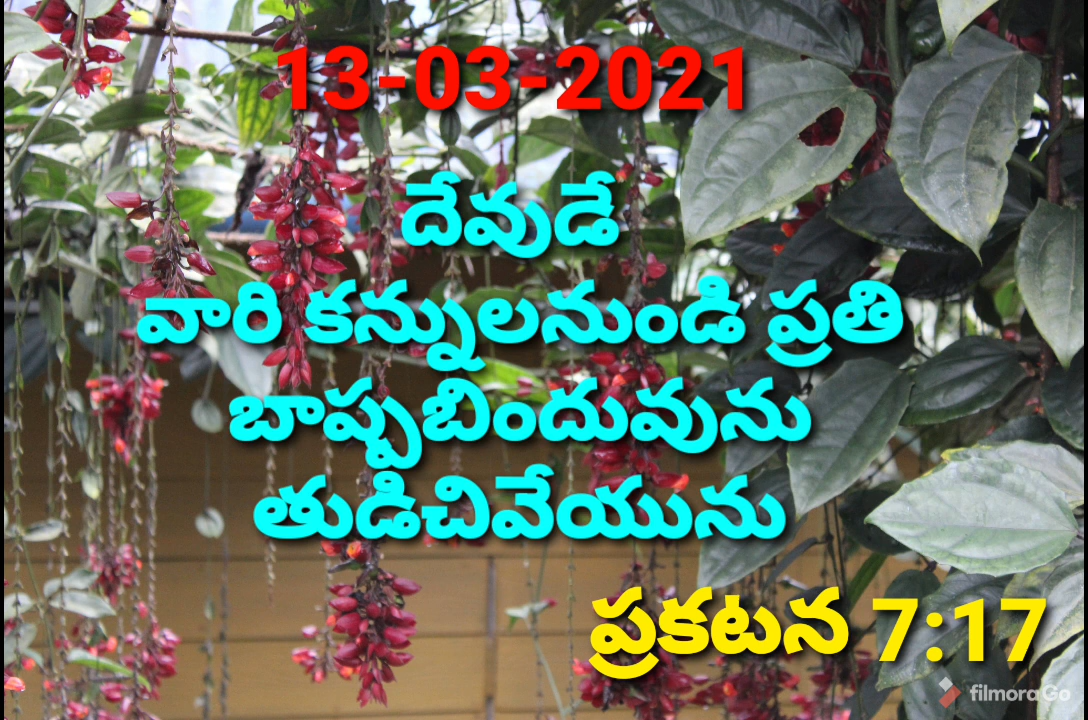 13-03-2021
దేవుడే
వారి కన్నులనుండి ప్రతి
బాష్పబిందువును
తుడిచివేయును
ప్రకటన 7:17
filmoraGo